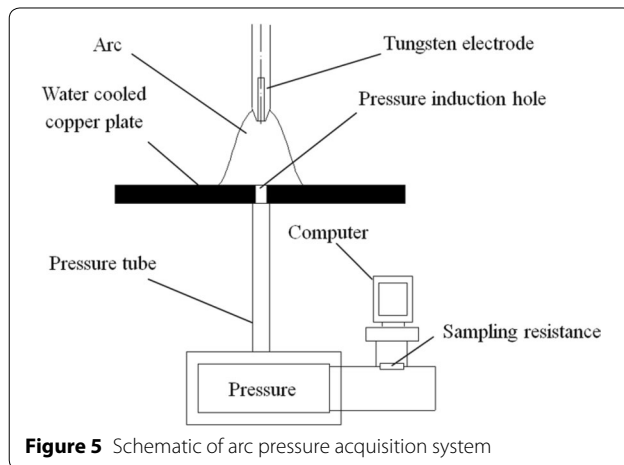 Arc
Tungsten electrode
Water cooled
copper plate
Pressure induction hole
Computer
Pressure tube
Sampling resistance
Pressure
Figure 5 Schematic of arc pressure acquisition system